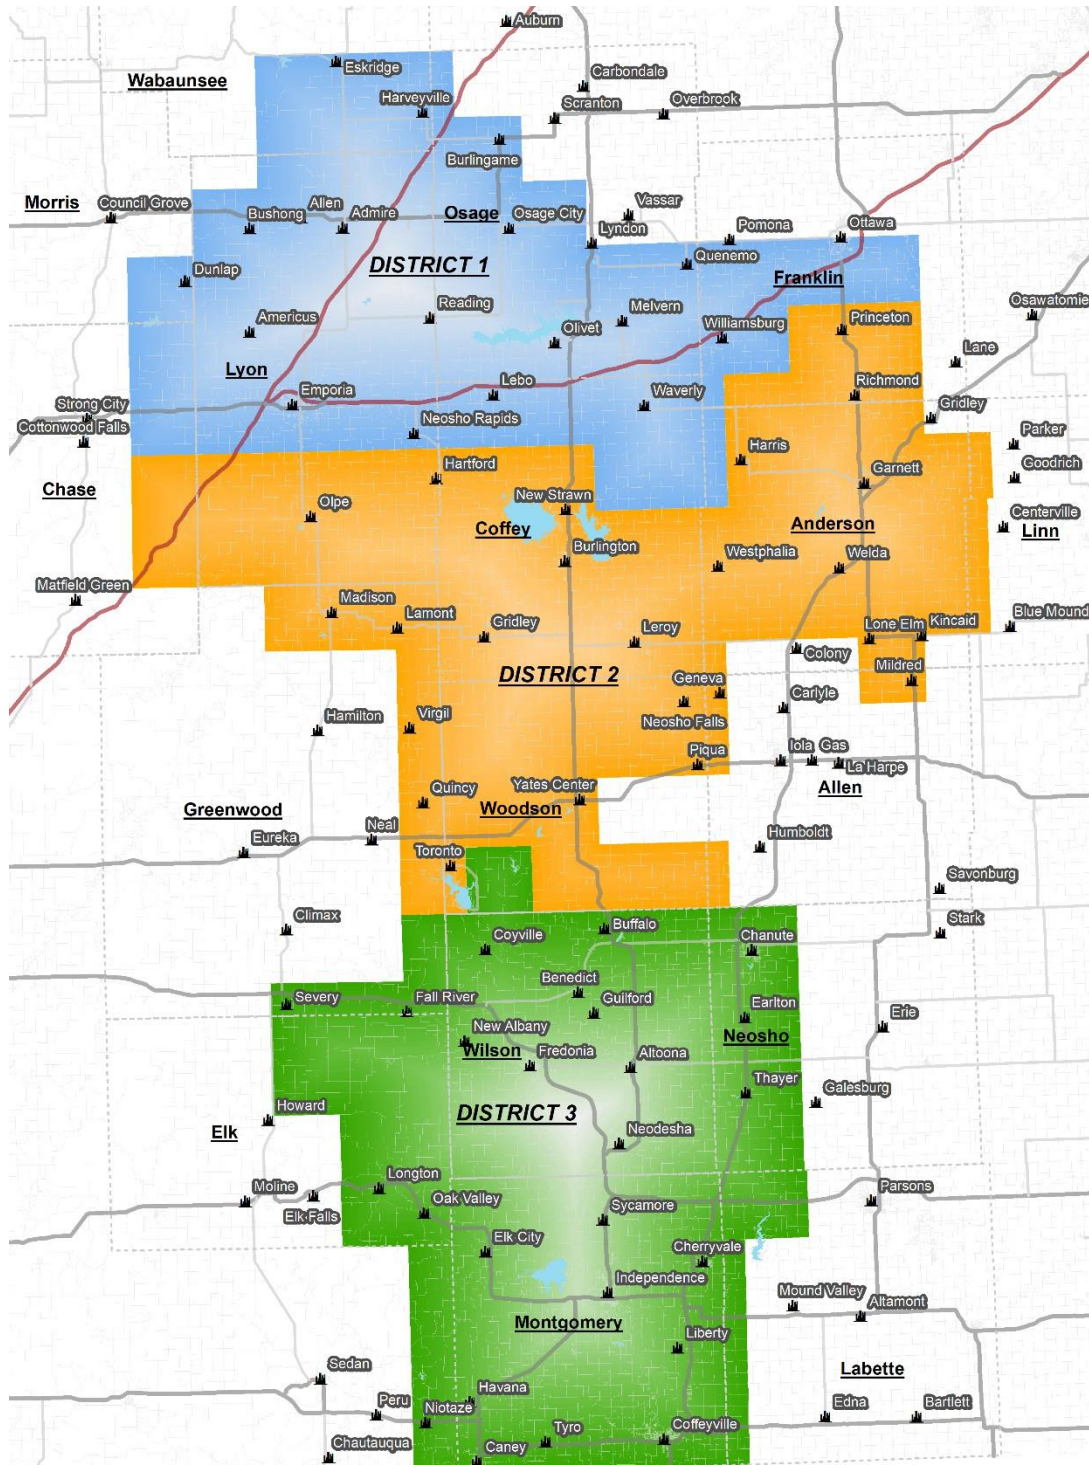 Auburn
Eskridge
Wabaunsee
Carbondale
Harveyville
Scranton
Overbrook
Burlingame
Morris
Council Grove
Bushong
Allen
Admire
Osage
Osage City
Vassar
Lyndon
Pomona
Ottawa
Quenemo
DISTRICT 1
Dunlap
Franklin
Osawatomie
Americus
Reading
Melvern
Olivet
Williamsburg
Princeton
Lane
Lyon
Emporia
Lebo
Waverly
Richmond
Strong City
Cottonwood Falls
Neosho Rapids
Gridley
Parker
Harris
Goodrich
Hartford
Garnett
Chase
Olpe
New Strawn
Coffey
Anderson
Centerville
Linn
Burlington
Westphalia
Welda
Matfield Green
Madison
Lamont
Gridley
Leroy
Lone Elm
Kincaid
Blue Mound
Colony
DISTRICT 2
Mildred
Geneva
Carlyle
Hamilton
Virgil
Neosho Falls
Piqua
Iola
Gas
La Harpe
Quincy
Yates Center
Woodson
Allen
Greenwood
Eureka
Neal
Humboldt
Toronto
Savonburg
Climax
Coyville
Buffalo
Chanute
Stark
Benedict
Severy
Fall River
Guilford
Earlton
Erie
New Albany
Wilson
Fredonia
Altoona
Neosho
Thayer
Galesburg
Howard
DISTRICT 3
Elk
Neodesha
Moline
Elk Falls
Longton
Oak Valley
Sycamore
Parsons
Elk City
Cherryvale
Independence
Mound Valley
Altamont
Montgomery
Liberty
Sedan
Labette
Havana
Peru
Niotaze
Tyro
Coffeyville
Edna
Bartlett
Chautauqua
Caney